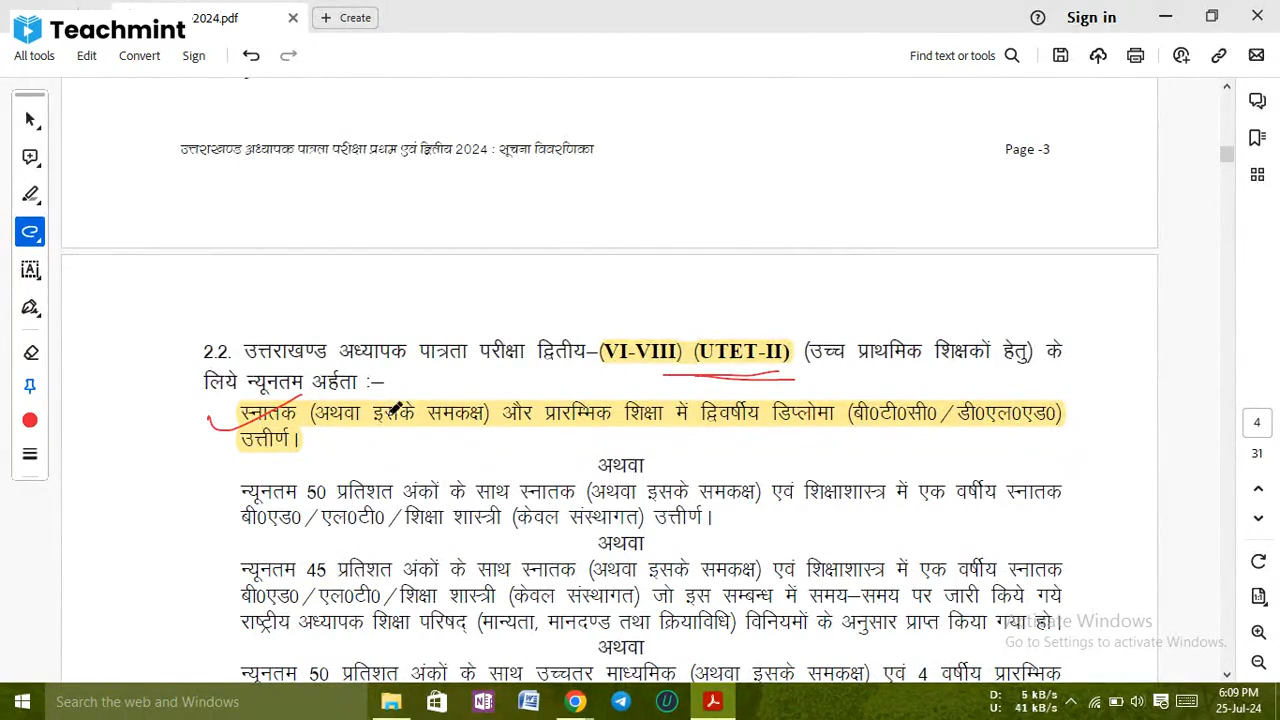 2024.pdf
Create
Sign in
Teachmint
All tools Edit Convert Sign
Find text or tools
उत्तराखण्ड अध्यापक पात्रता परीक्षा प्रथम एवं द्वितीय 2024 : सूचना विवरणिका
Page -3
2.2. उत्तराखण्ड अध्यापक पात्रता परीक्षा द्वितीय–(VI-VIII) (UTET-II) (उच्च प्राथमिक शिक्षकों हेतु) के
लिये न्यूनतम अर्हता :–
स्नातक (अथवा इसके समकक्ष) और प्रारम्भिक शिक्षा में द्विवर्षीय डिप्लोमा (बी0टी0सी0/डी0एल0एड0)
उत्तीर्ण।
अथवा
न्यूनतम 50 प्रतिशत अंकों के साथ स्नातक (अथवा इसके समकक्ष) एवं शिक्षाशास्त्र में एक वर्षीय स्नातक
बी0एड0/एल0टी0/शिक्षा शास्त्री (केवल संस्थागत) उत्तीर्ण।
अथवा
न्यूनतम 45 प्रतिशत अंकों के साथ स्नातक (अथवा इसके समकक्ष) एवं शिक्षाशास्त्र में एक वर्षीय स्नातक
बी0एड0/एल0टी0/शिक्षा शास्त्री (केवल संस्थागत) जो इस सम्बन्ध में समय–समय पर जारी किये गये
राष्ट्रीय अध्यापक शिक्षा परिषद् (मान्यता, मानदण्ड तथा क्रियाविधि) विनियमों के अनुसार प्राप्त किया गया हो।
अथवा
न्यूनतम 50 प्रतिशत अंकों के साथ उच्चतर माध्यमिक (अथवा इसके समकक्ष) एवं 4 वर्षीय प्रारम्भिक
4
31
Activate Windows
Go to Settings to activate Windows.
Search the web and Windows
D: 5 kB/s
U: 41 kB/s
6:09 PM
25-Jul-24